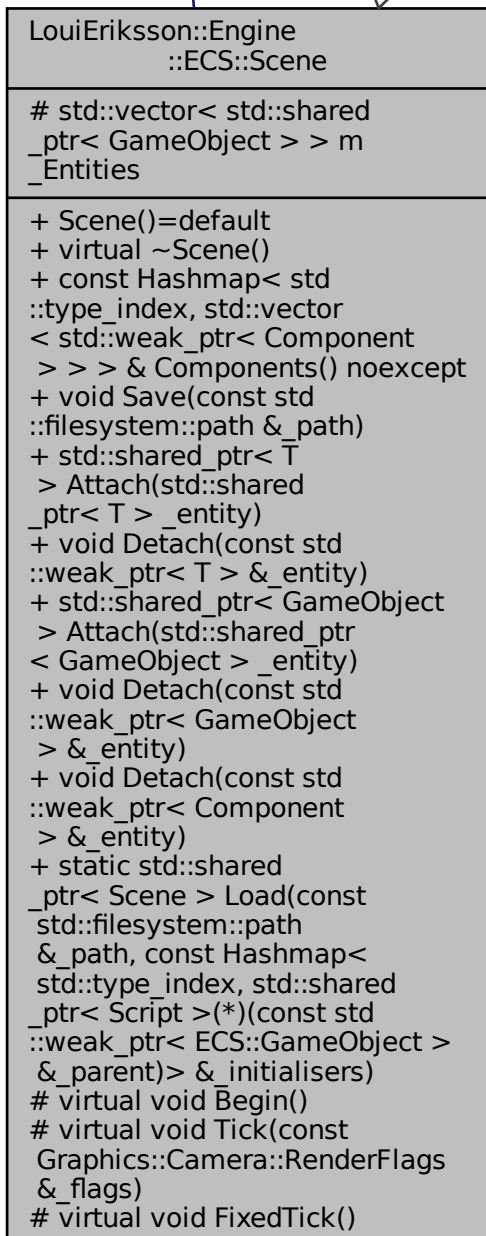 LouiEriksson::Engine
::ECS::Scene
# std::vector< std::shared
_ptr< GameObject > > m
_Entities
+ Scene()=default
+ virtual ~Scene()
+ const Hashmap< std
::type_index, std::vector
< std::weak_ptr< Component
> > > & Components() noexcept
+ void Save(const std
::filesystem::path &_path)
+ std::shared_ptr< T
> Attach(std::shared
_ptr< T > _entity)
+ void Detach(const std
::weak_ptr< T > &_entity)
+ std::shared_ptr< GameObject
> Attach(std::shared_ptr
< GameObject > _entity)
+ void Detach(const std
::weak_ptr< GameObject
> &_entity)
+ void Detach(const std
::weak_ptr< Component
> &_entity)
+ static std::shared
_ptr< Scene > Load(const
std::filesystem::path
&_path, const Hashmap<
std::type_index, std::shared
_ptr< Script >(*)(const std
::weak_ptr< ECS::GameObject >
&_parent)> &_initialisers)
# virtual void Begin()
# virtual void Tick(const
Graphics::Camera::RenderFlags
&_flags)
# virtual void FixedTick()